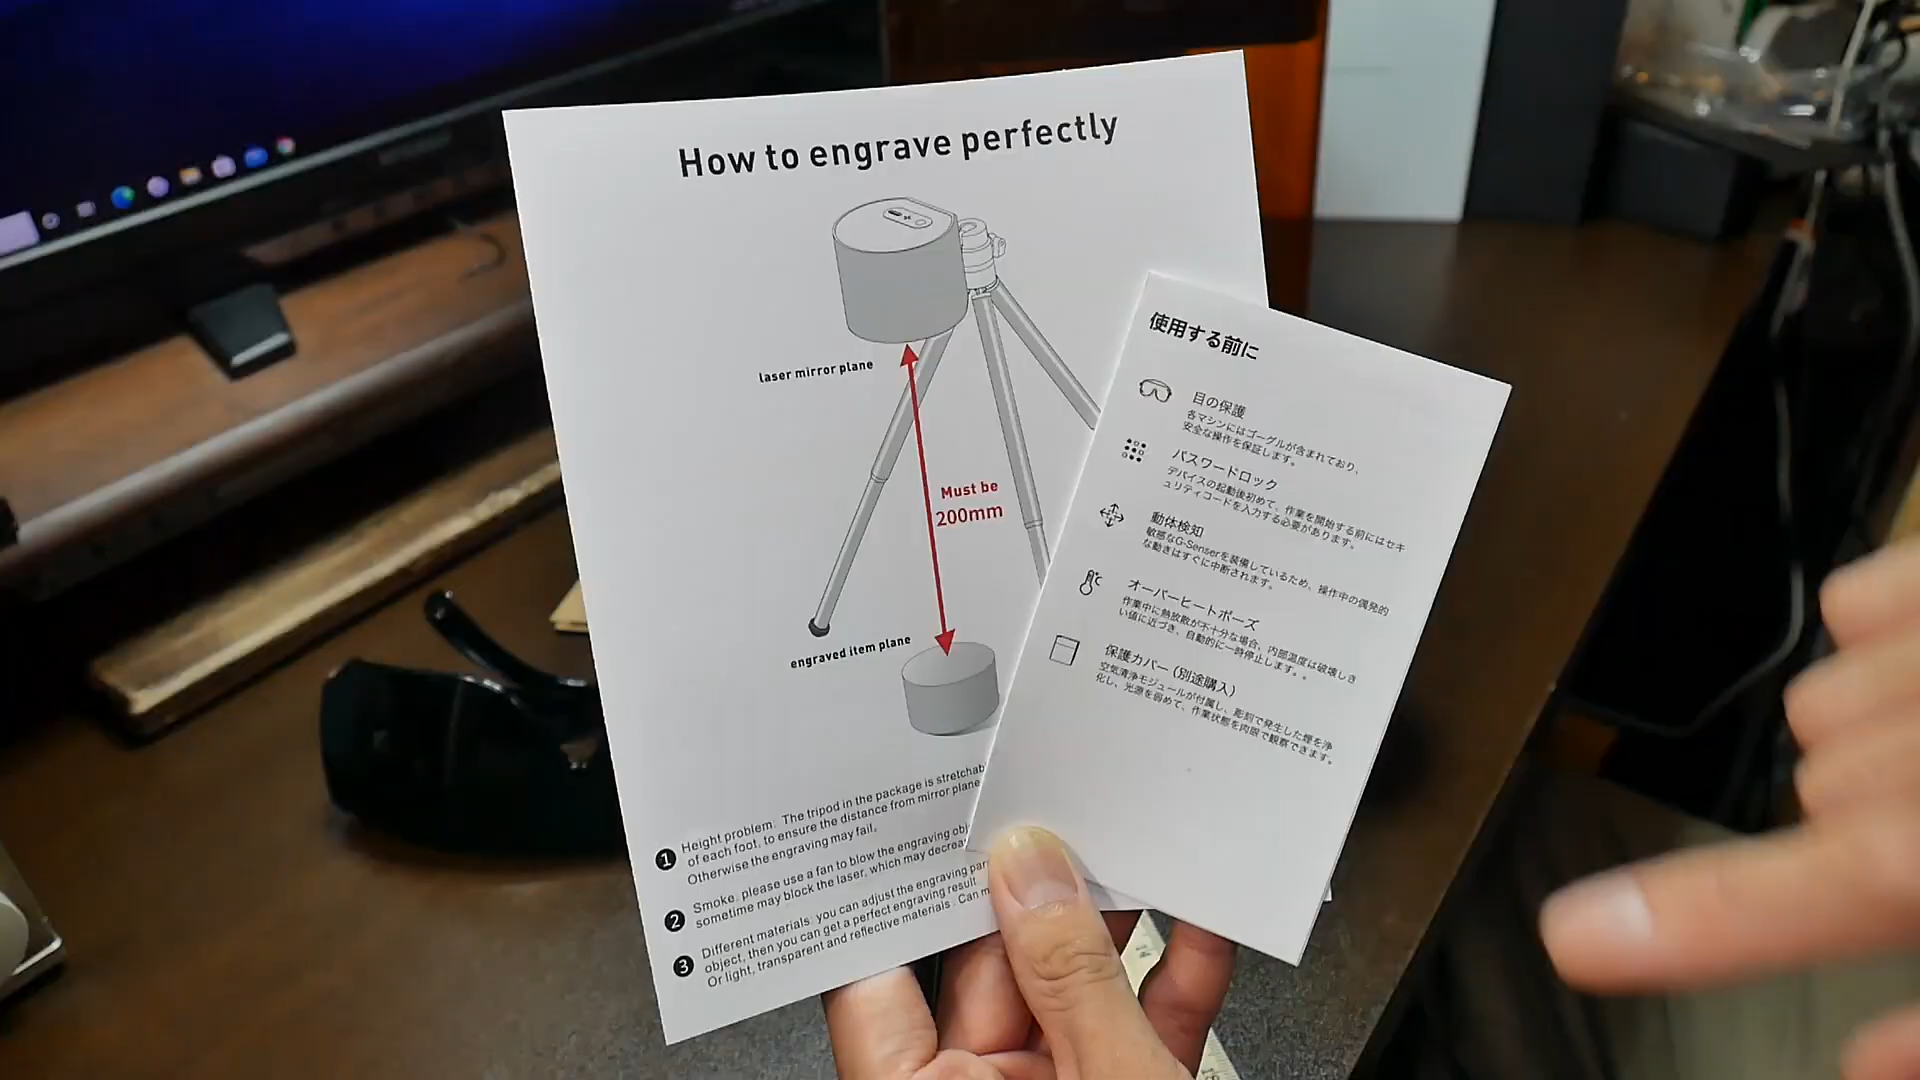 How to engrave perfectly
laser mirror plane
Must be
200mm
engraved item plane
1 Height problem: The tripod in the package is
of each foot, to ensure the distance from mirror plane
Otherwise the engraving may fail.
2 Smoke: please use a fan to blow the engraving
sometime may block the laser, which may
3 Different materials: you can adjust the engraving
object, then you can get a perfect engraving result
Or light, transparent and reflective materials. Can
使用する前に
目の保護
各マシンにはゴーグルが含まれており、
安全な操作を保証します。
パスワードロック
デバイスの起動後初めて、作業を開始する前にはセキ
ュリティコードを入力する必要があります。
動体検知
敏感なG-Senserを装備しているため、操作中の偶発的
な動きはすぐに中断されます。
オーバーヒートポーズ
作業中に熱放散が不十分な場合、内部温度は破壊しき
い値に近づき、自動的に一時停止します。。
保護カバー（別途購入）
空気清浄モジュールが付属し、彫刻で発生した煙を浄
化し、光源を弱めて、作業状態を肉眼で観察できます。